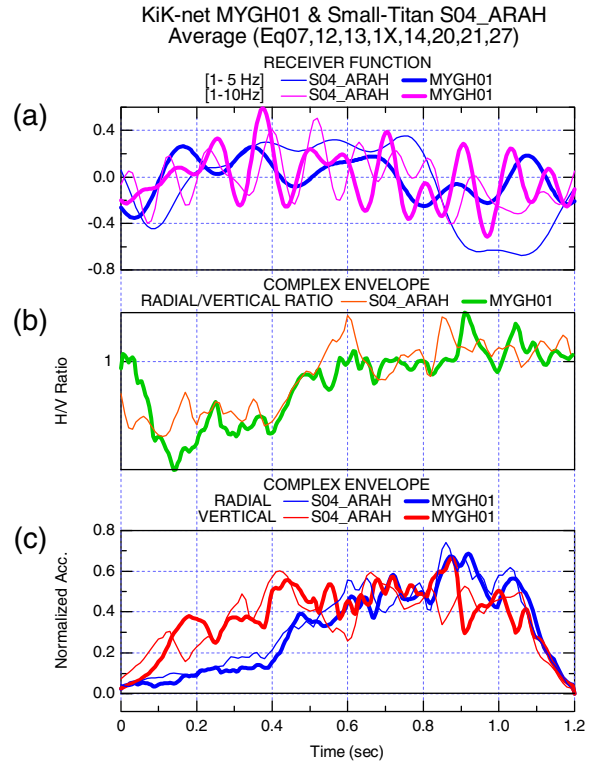 KiK-net MYGH01 & Small-Titan S04_ARAH
Average (Eq07,12,13,1X,14,20,21,27)
RECEIVER FUNCTION
[1- 5 Hz] S04_ARAH MYGH01
[1-10Hz] S04_ARAH MYGH01
(a)
0.4
0.0
-0.4
-0.8
COMPLEX ENVELOPE
RADIAL/VERTICAL RATIO S04_ARAH MYGH01
(b)
1
H/V Ratio
COMPLEX ENVELOPE
RADIAL S04_ARAH MYGH01
VERTICAL S04_ARAH MYGH01
(c)
0.8
0.6
0.4
0.2
0.0
Normalized Acc.
0 0.2 0.4 0.6 0.8 1.0 1.2
Time (sec)